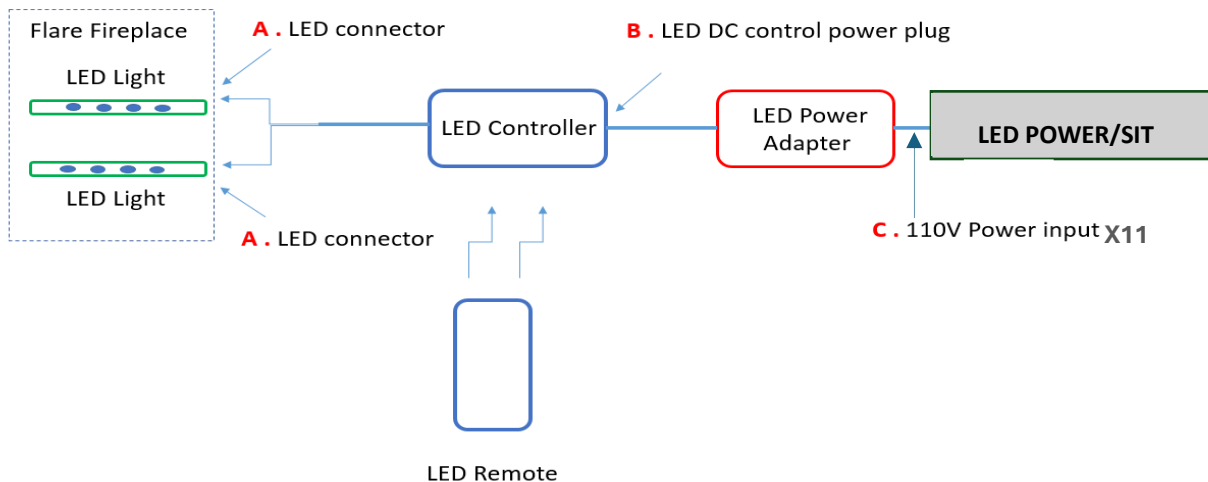 Flare Fireplace
LED Light
LED Light
A . LED connector
A . LED connector
LED Controller
B . LED DC control power plug
LED Power
Adapter
LED POWER/SIT
C . 110V Power input X11
LED Remote